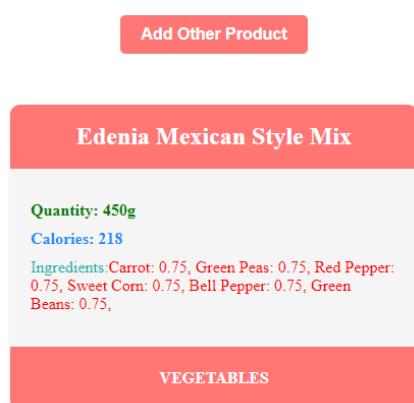 Add Other Product
Edenia Mexican Style Mix
Quantity: 450g
Calories: 218
Ingredients:Carrot: 0.75, Green Peas: 0.75, Red Pepper:
0.75, Sweet Corn: 0.75, Bell Pepper: 0.75, Green
Beans: 0.75,
VEGETABLES